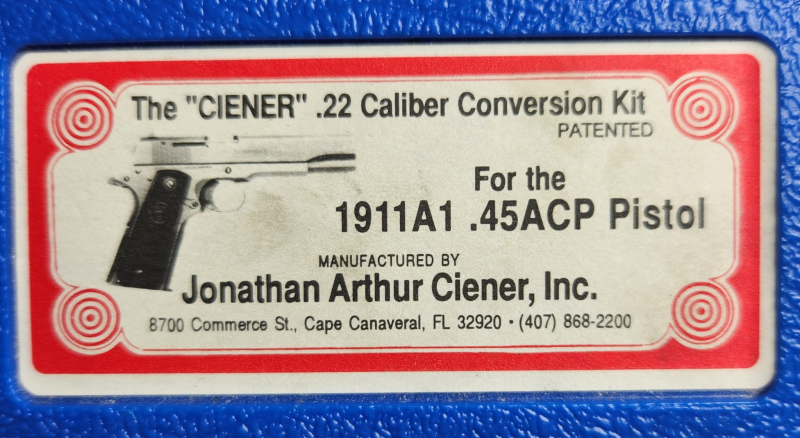 The "CIENER" .22 Caliber Conversion Kit
PATENTED
For the
1911A1 .45ACP Pistol
MANUFACTURED BY
Jonathan Arthur Ciener, Inc.
8700 Commerce St., Cape Canaveral, FL 32920 • (407) 868-2200